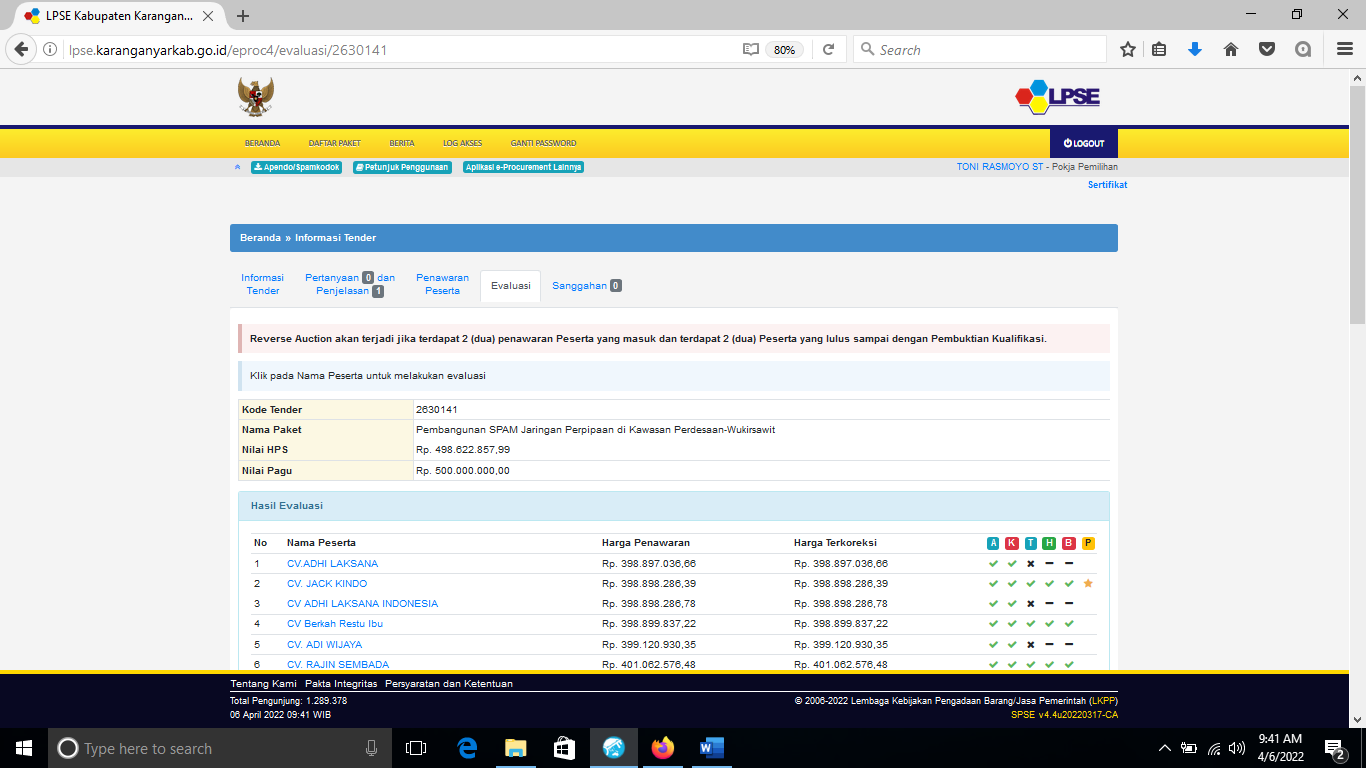 LPSE Kabupaten Karangan...
lpse.karanganyarkab.go.id/eproc4/evaluasi/2630141
80%
Search
LPSE
BERANDA DAFTAR PAKET BERITA LOG AKSES GANTI PASSWORD LOGOUT
Apendo/Spamkodok Petunjuk Penggunaan Aplikasi e-Procurement Lainnya TONI RASMOYO ST - Pokja Pemilihan
Sertifikat
Beranda » Informasi Tender
Informasi Tender Pertanyaan 0 dan Penjelasan 1 Penawaran Peserta Evaluasi Sanggahan 0
Reverse Auction akan terjadi jika terdapat 2 (dua) penawaran Peserta yang masuk dan terdapat 2 (dua) Peserta yang lulus sampai dengan Pembuktian Kualifikasi.
Klik pada Nama Peserta untuk melakukan evaluasi
Kode Tender 2630141
Nama Paket Pembangunan SPAM Jaringan Perpipaan di Kawasan Perdesaan-Wukirsawit
Nilai HPS Rp. 498.622.857,99
Nilai Pagu Rp. 500.000.000,00
Hasil Evaluasi
No Nama Peserta Harga Penawaran Harga Terkoreksi A K T H B P
1 CV.ADHI LAKSANA Rp. 398.897.036,66 Rp. 398.897.036,66
2 CV. JACK KINDO Rp. 398.898.286,39 Rp. 398.898.286,39
3 CV ADHI LAKSANA INDONESIA Rp. 398.898.286,78 Rp. 398.898.286,78
4 CV Berkah Restu Ibu Rp. 398.899.837,22 Rp. 398.899.837,22
5 CV. ADI WIJAYA Rp. 399.120.930,35 Rp. 399.120.930,35
6 CV. RAJIN SEMBADA Rp. 401.062.576,48 Rp. 401.062.576,48
Tentang Kami Pakta Integritas Persyaratan dan Ketentuan
Total Pengunjung: 1.289.378 © 2006-2022 Lembaga Kebijakan Pengadaan Barang/Jasa Pemerintah (LKPP)
06 April 2022 09:41 WIB SPSE v4.4u20220317-CA
Type here to search
9:41 AM
4/6/2022
2